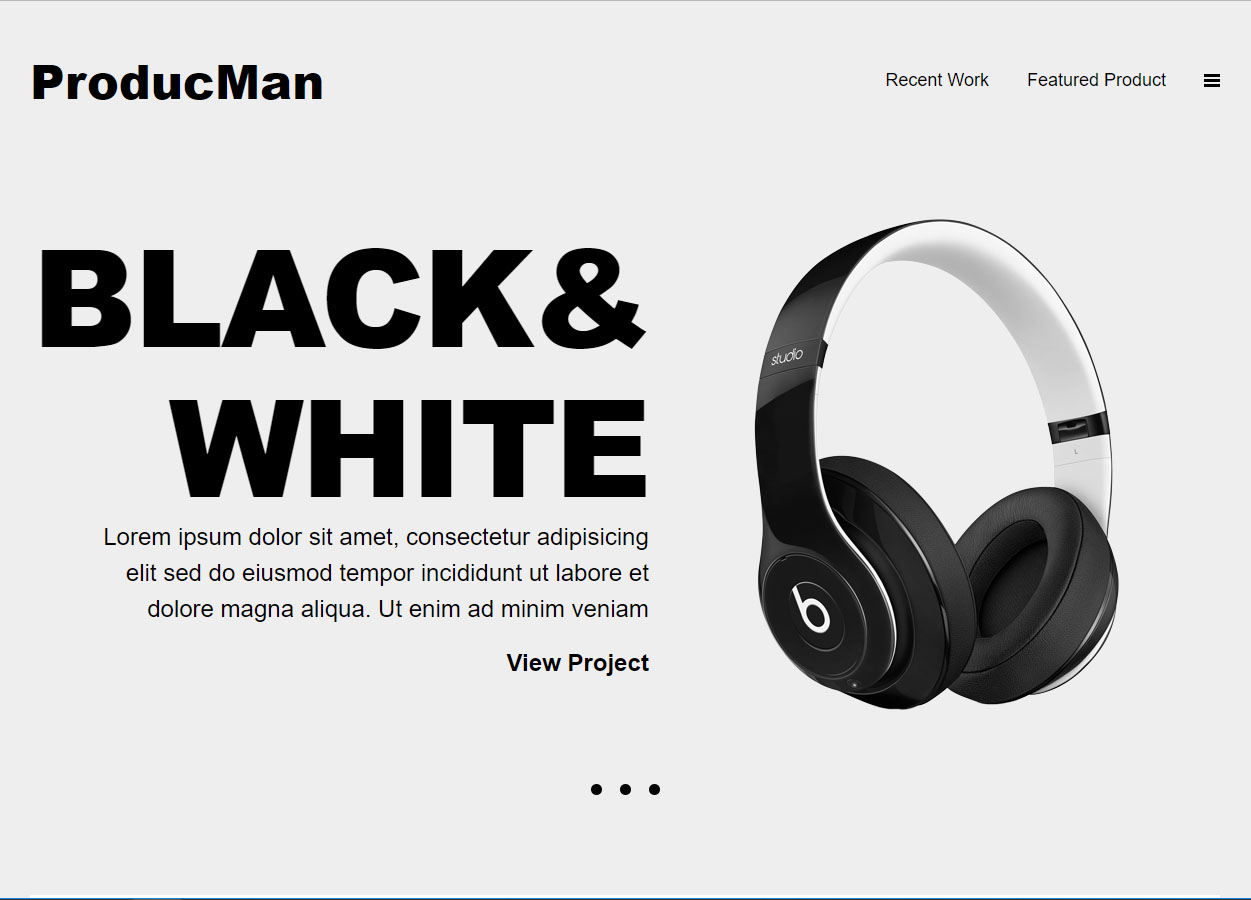 ProducMan
Recent Work
Featured Product
BLACK&
WHITE
Lorem ipsum dolor sit amet, consectetur adipisicing
elit sed do eiusmod tempor incididunt ut labore et
dolore magna aliqua. Ut enim ad minim veniam
View Project
studio
L
b